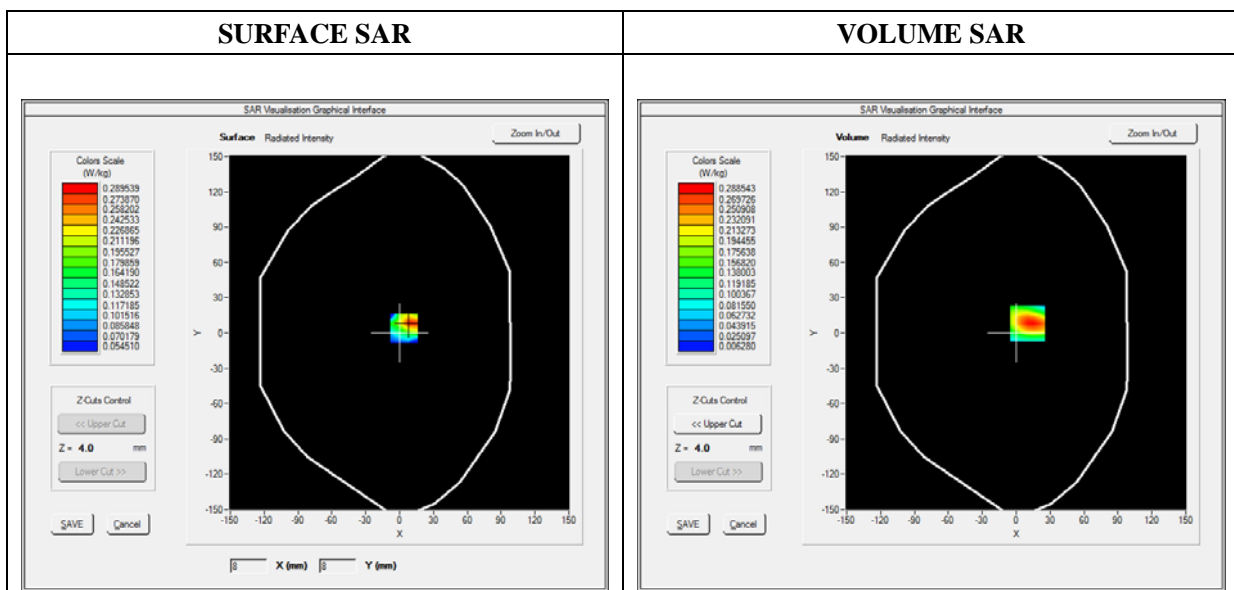 SURFACE SAR
VOLUME SAR
SAR Visualisation Graphical Interface
Surface Radiated Intensity
Zoom In/Out
Colors Scale
(W/kg)
0.289539
0.273870
0.258202
0.242533
0.226865
0.211196
0.195527
0.179859
0.164190
0.148522
0.132853
0.117185
0.101516
0.085848
0.070179
0.054510
Z-Cuts Control
<< Upper Cut
Z = 4.0 mm
Lower Cut >>
SAVE Cancel
150
120
90
60
30
0
-30
-60
-90
-120
-150
Y
-150 -120 -90 -60 -30 0 30 60 90 120 150
X
8 X (mm) 8 Y (mm)
SAR Visualisation Graphical Interface
Volume Radiated Intensity
Zoom In/Out
Colors Scale
(W/kg)
0.288543
0.269726
0.250908
0.232091
0.213273
0.194455
0.175638
0.156820
0.138003
0.119185
0.100367
0.081550
0.062732
0.043915
0.025097
0.006280
Z-Cuts Control
<< Upper Cut
Z = 4.0 mm
Lower Cut >>
SAVE Cancel
150
120
90
60
30
0
-30
-60
-90
-120
-150
Y
-150 -120 -90 -60 -30 0 30 60 90 120 150
X